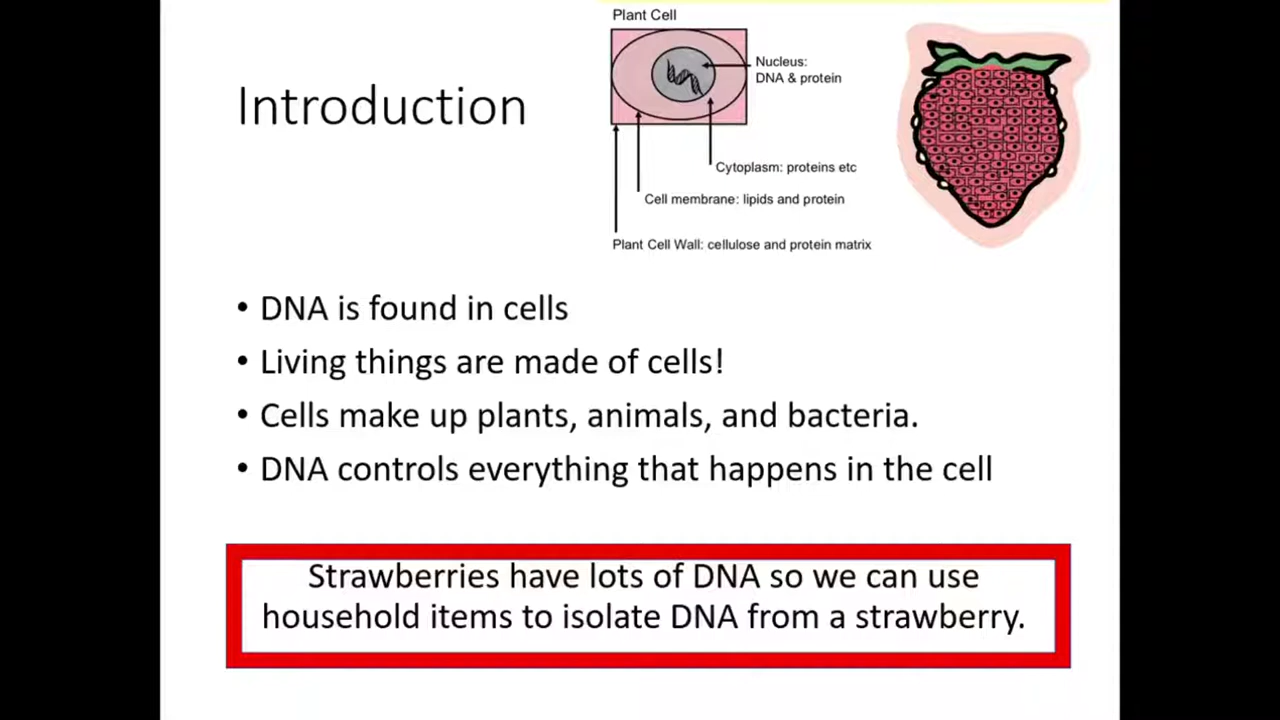 Plant Cell
Nucleus:
DNA & protein
Introduction
Cytoplasm: proteins etc
Cell membrane: lipids and protein
Plant Cell Wall: cellulose and protein matrix
• DNA is found in cells
• Living things are made of cells!
• Cells make up plants, animals, and bacteria.
• DNA controls everything that happens in the cell
Strawberries have lots of DNA so we can use
household items to isolate DNA from a strawberry.